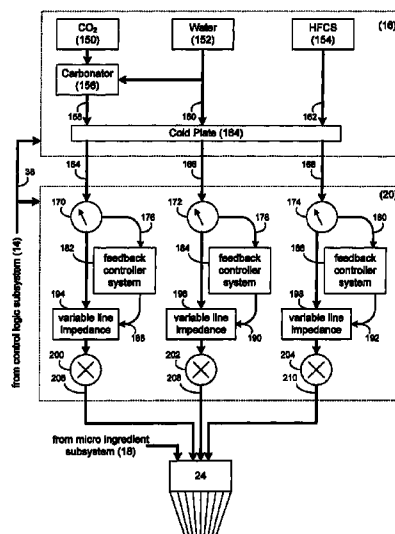 CO₂
(150)
Water
(152)
HFCS
(154)
(16)
Carbonator
(156)
158
160
162
Cold Plate (164)
38
164
166
168
(20)
170
172
174
176
178
180
182
184
186
feedback
controller
system
feedback
controller
system
feedback
controller
system
194
196
198
variable line
impedance
variable line
impedance
variable line
impedance
188
190
192
200
202
204
206
208
210
from control logic subsystem (14)
from micro ingredient
subsystem (18)
24